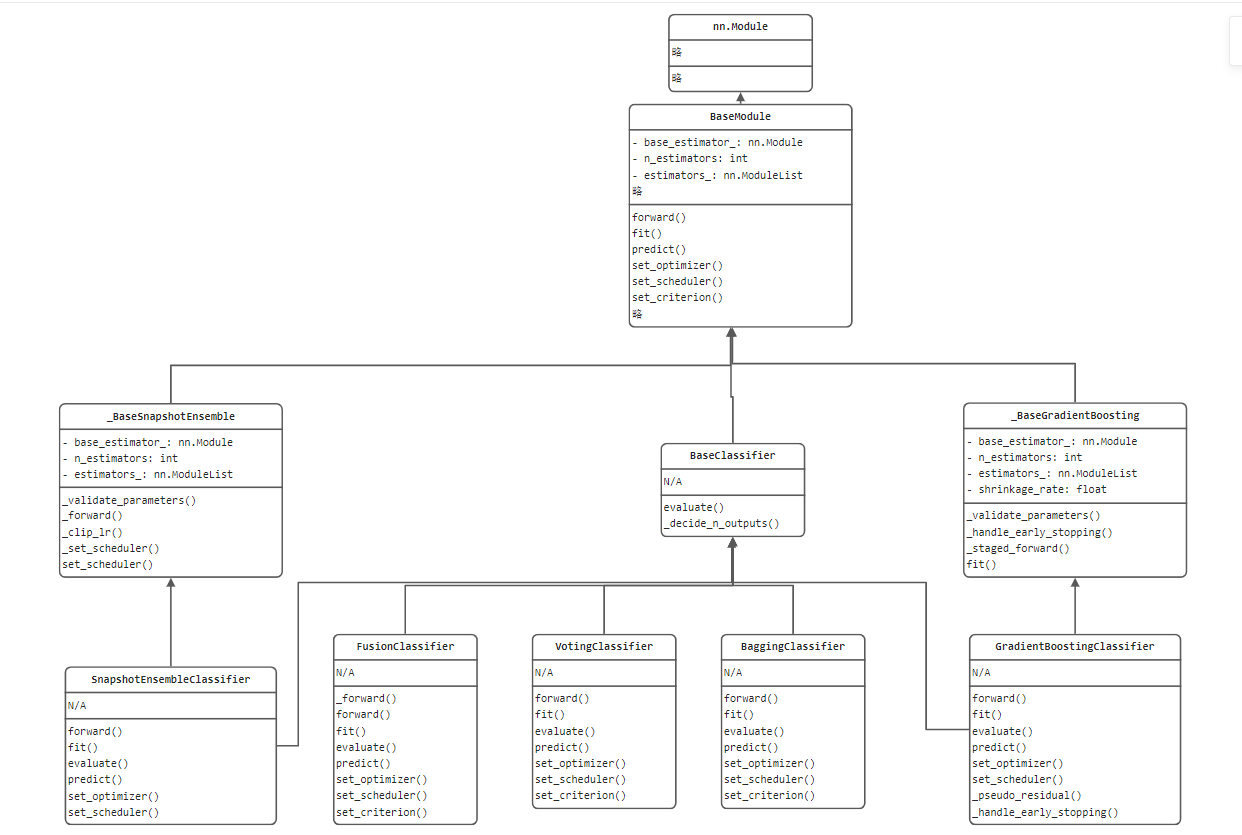 nn.Module
略
略
BaseModule
- base_estimator_: nn.Module
- n_estimators: int
- estimators_: nn.ModuleList
略
forward()
fit()
predict()
set_optimizer()
set_scheduler()
set_criterion()
略
_BaseSnapshotEnsemble
- base_estimator_: nn.Module
- n_estimators: int
- estimators_: nn.ModuleList
_validate_parameters()
_forward()
_clip_lr()
_set_scheduler()
set_scheduler()
BaseClassifier
N/A
evaluate()
_decide_n_outputs()
_BaseGradientBoosting
- base_estimator_: nn.Module
- n_estimators: int
- estimators_: nn.ModuleList
- shrinkage_rate: float
_validate_parameters()
_handle_early_stopping()
_staged_forward()
fit()
SnapshotEnsembleClassifier
N/A
forward()
fit()
evaluate()
predict()
set_optimizer()
set_scheduler()
FusionClassifier
N/A
_forward()
forward()
fit()
evaluate()
predict()
set_optimizer()
set_scheduler()
set_criterion()
VotingClassifier
N/A
forward()
fit()
evaluate()
predict()
set_optimizer()
set_scheduler()
set_criterion()
BaggingClassifier
N/A
forward()
fit()
evaluate()
predict()
set_optimizer()
set_scheduler()
set_criterion()
GradientBoostingClassifier
N/A
forward()
fit()
evaluate()
predict()
set_optimizer()
set_scheduler()
_pseudo_residual()
_handle_early_stopping()